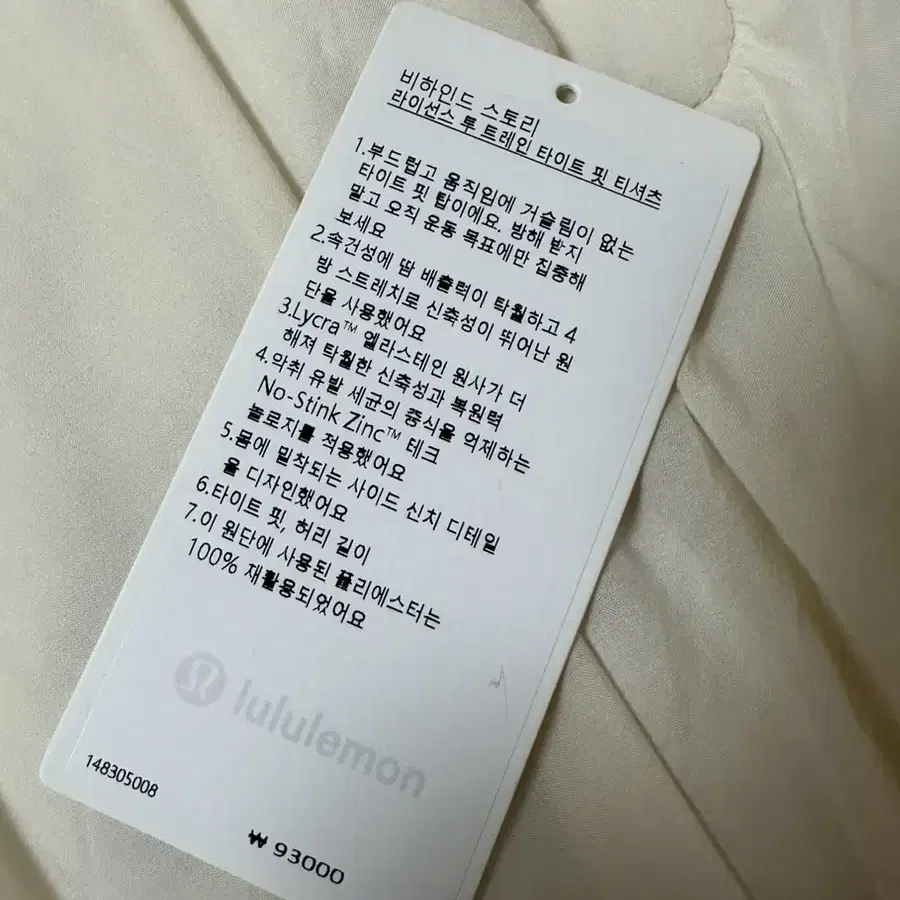 비하인드 스토리
라이선스 투 트레인 타이트 핏 티셔츠
1.부드럽고 움직임에 거슬림이 없는
타이트 핏 탑이에요. 방해 받지
말고 오직 운동 목표에만 집중해
보세요
2.속건성에 땀 배출력이 탁월하고 4
방 스트레치로 신축성이 뛰어난 원
단을 사용했어요
3.Lycra™ 엘라스테인 원사가 더
해져 탁월한 신축성과 복원력
4.악취 유발 세균의 증식을 억제하는
No-Stink Zinc™ 테크
놀로지를 적용했어요
5.몸에 밀착되는 사이드 신치 디테일
을 디자인했어요
6.타이트 핏, 허리 길이
7.이 원단에 사용된 폴리에스터는
100% 재활용되었어요
lululemon
148305008
₩ 93000